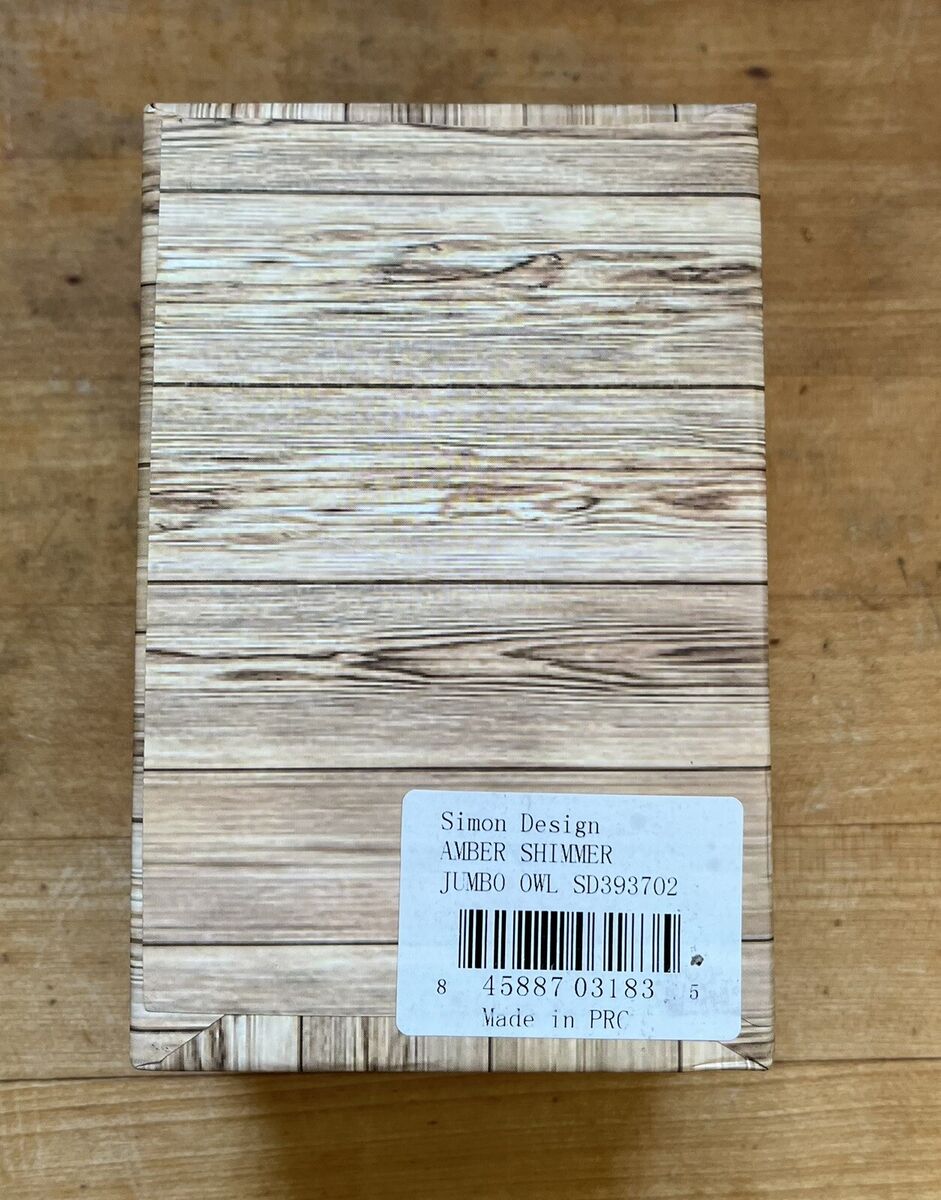 Simon Design
AMBER SHIMMER
JUMBO OWL SD393702
8 45887 03183 5
Made in PRC